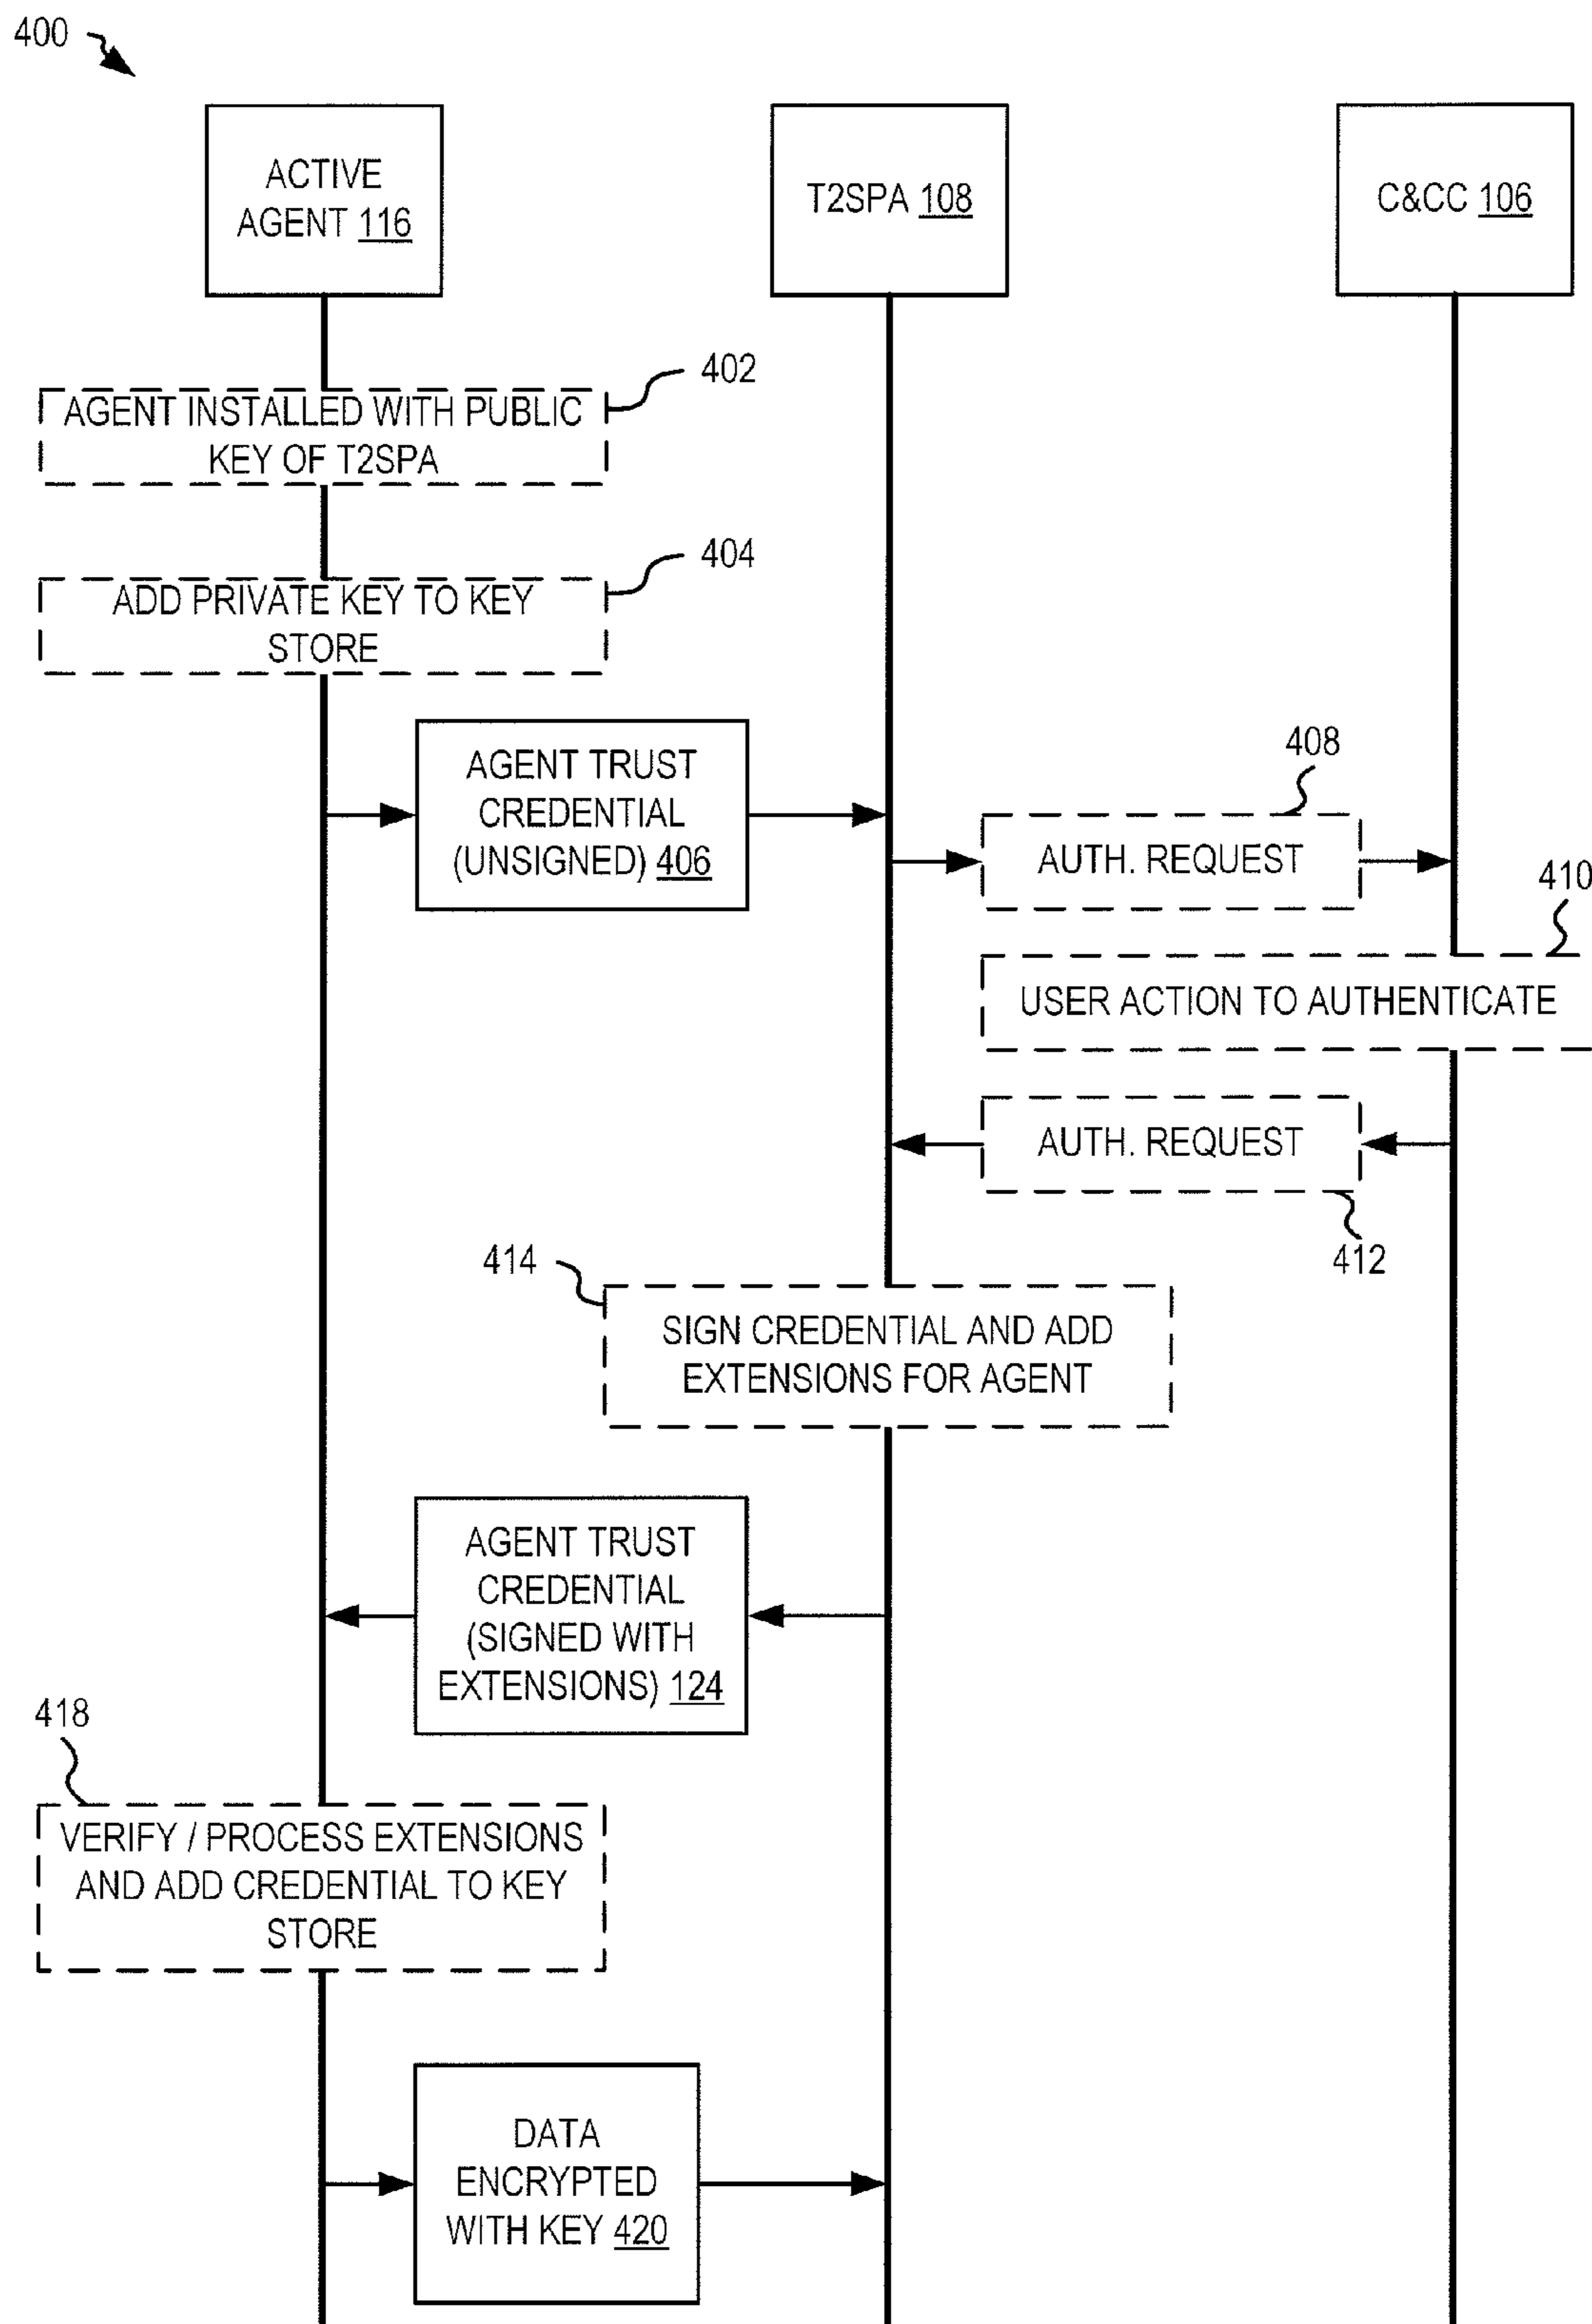 400
ACTIVE
AGENT 116
T2SPA 108
C&CC 106
402
AGENT INSTALLED WITH PUBLIC
KEY OF T2SPA
404
ADD PRIVATE KEY TO KEY
STORE
AGENT TRUST
CREDENTIAL
(UNSIGNED) 406
408
AUTH. REQUEST
410
USER ACTION TO AUTHENTICATE
AUTH. REQUEST
412
414
SIGN CREDENTIAL AND ADD
EXTENSIONS FOR AGENT
AGENT TRUST
CREDENTIAL
(SIGNED WITH
EXTENSIONS) 124
418
VERIFY / PROCESS EXTENSIONS
AND ADD CREDENTIAL TO KEY
STORE
DATA
ENCRYPTED
WITH KEY 420